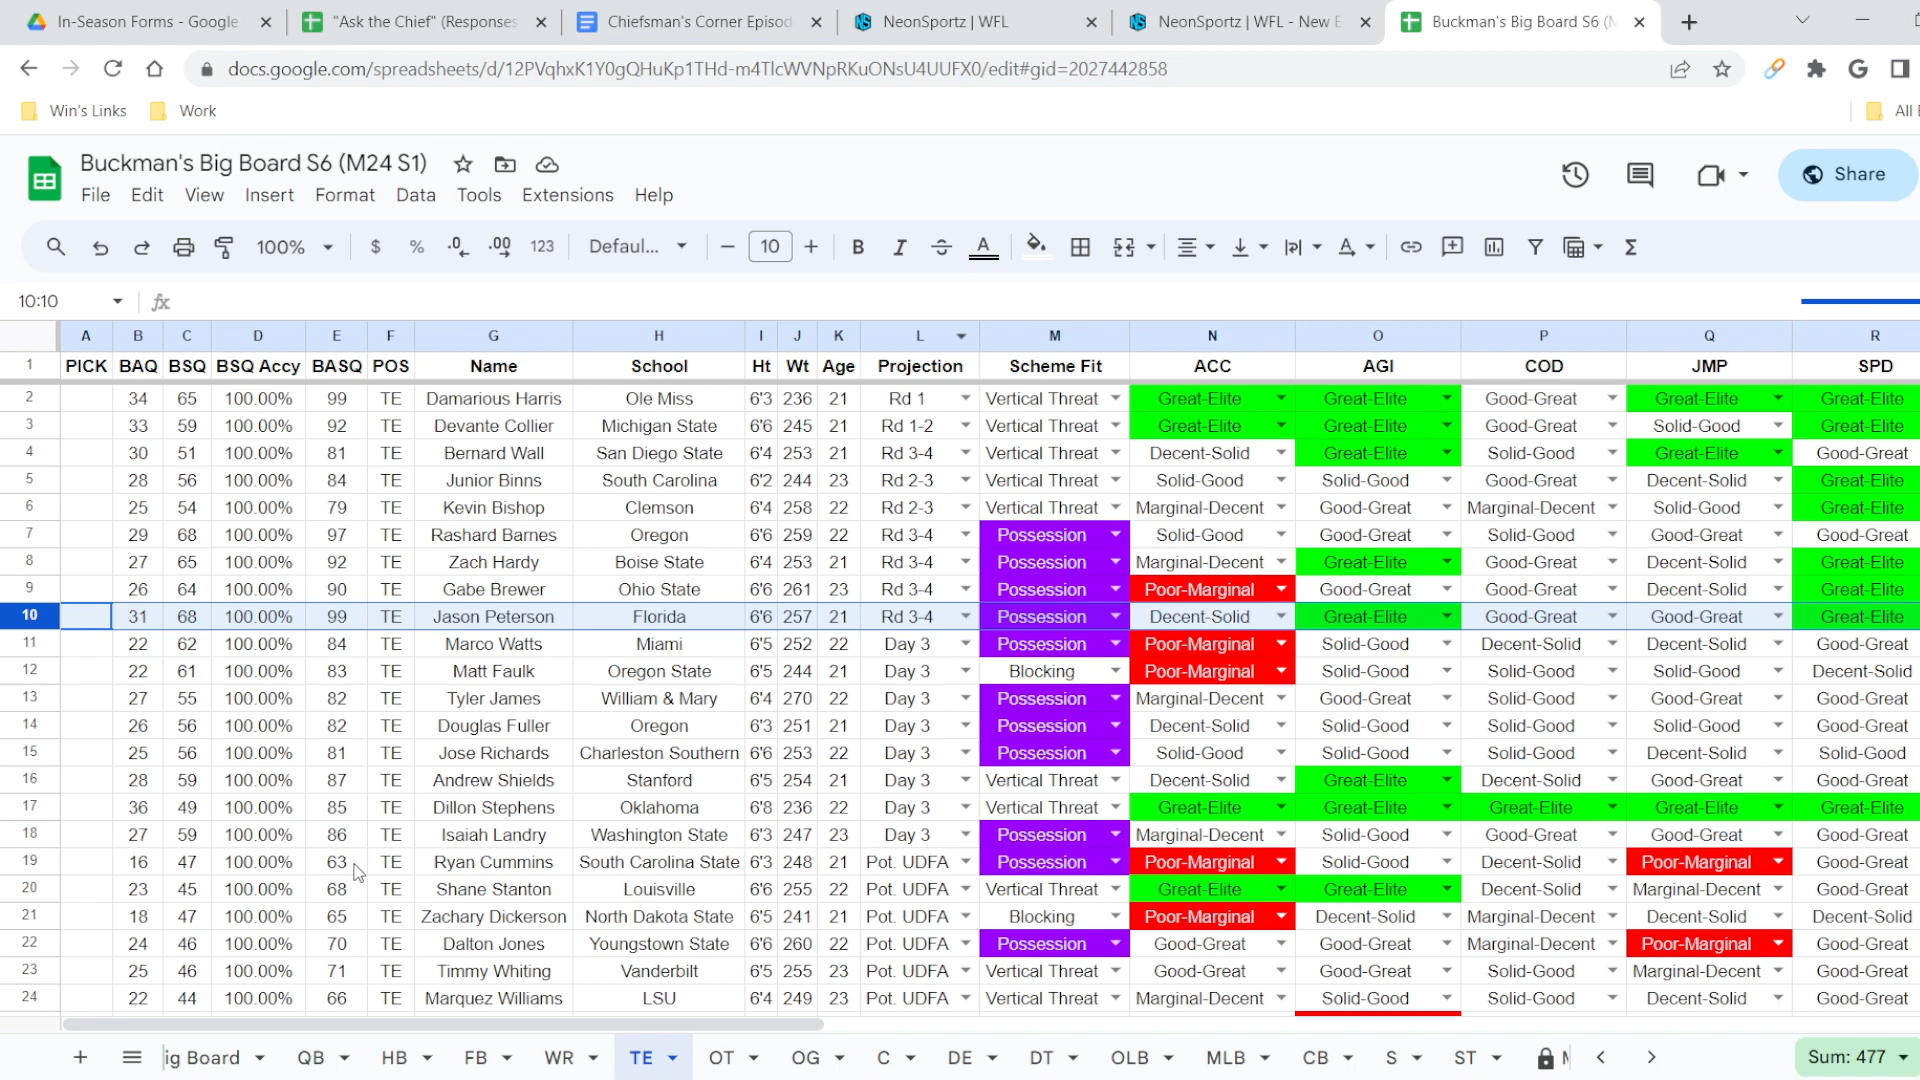 In-Season Forms - Google
"Ask the Chief" (Responses
Chiefsman's Corner Episod
NeonSportz | WFL
NeonSportz | WFL - New E
Buckman's Big Board S6 (M
docs.google.com/spreadsheets/d/12PVqhxK1Y0gQHuKp1THd-m4TlcWVNpRKuONsU4UUFX0/edit#gid=2027442858
Win's Links Work All
Buckman's Big Board S6 (M24 S1)
File Edit View Insert Format Data Tools Extensions Help
Share
100% $ % .0 .00 123 Defaul... − 10 + B I A
10:10 fx
A B C D E F G H I J K L M N O P Q R
1 PICK BAQ BSQ BSQ Accy BASQ POS Name School Ht Wt Age Projection Scheme Fit ACC AGI COD JMP SPD
2 34 65 100.00% 99 TE Damarious Harris Ole Miss 6'3 236 21 Rd 1 Vertical Threat Great-Elite Great-Elite Good-Great Great-Elite Great-Elite
3 33 59 100.00% 92 TE Devante Collier Michigan State 6'6 245 21 Rd 1-2 Vertical Threat Great-Elite Great-Elite Good-Great Solid-Good Great-Elite
4 30 51 100.00% 81 TE Bernard Wall San Diego State 6'4 253 21 Rd 3-4 Vertical Threat Decent-Solid Great-Elite Solid-Good Great-Elite Good-Great
5 28 56 100.00% 84 TE Junior Binns South Carolina 6'2 244 23 Rd 2-3 Vertical Threat Solid-Good Solid-Good Good-Great Decent-Solid Great-Elite
6 25 54 100.00% 79 TE Kevin Bishop Clemson 6'4 258 22 Rd 2-3 Vertical Threat Marginal-Decent Good-Great Marginal-Decent Solid-Good Great-Elite
7 29 68 100.00% 97 TE Rashard Barnes Oregon 6'6 259 22 Rd 3-4 Possession Solid-Good Good-Great Solid-Good Good-Great Good-Great
8 27 65 100.00% 92 TE Zach Hardy Boise State 6'4 253 21 Rd 3-4 Possession Marginal-Decent Great-Elite Good-Great Decent-Solid Great-Elite
9 26 64 100.00% 90 TE Gabe Brewer Ohio State 6'6 261 23 Rd 3-4 Possession Poor-Marginal Good-Great Good-Great Decent-Solid Great-Elite
10 31 68 100.00% 99 TE Jason Peterson Florida 6'6 257 21 Rd 3-4 Possession Decent-Solid Great-Elite Good-Great Good-Great Great-Elite
11 22 62 100.00% 84 TE Marco Watts Miami 6'5 252 22 Day 3 Possession Poor-Marginal Solid-Good Decent-Solid Decent-Solid Good-Great
12 22 61 100.00% 83 TE Matt Faulk Oregon State 6'5 244 21 Day 3 Blocking Poor-Marginal Solid-Good Solid-Good Solid-Good Decent-Solid
13 27 55 100.00% 82 TE Tyler James William & Mary 6'4 270 22 Day 3 Possession Marginal-Decent Good-Great Solid-Good Good-Great Good-Great
14 26 56 100.00% 82 TE Douglas Fuller Oregon 6'3 251 21 Day 3 Possession Decent-Solid Solid-Good Solid-Good Solid-Good Good-Great
15 25 56 100.00% 81 TE Jose Richards Charleston Southern 6'6 253 22 Day 3 Possession Solid-Good Solid-Good Solid-Good Decent-Solid Solid-Good
16 28 59 100.00% 87 TE Andrew Shields Stanford 6'5 254 21 Day 3 Vertical Threat Decent-Solid Great-Elite Decent-Solid Good-Great Good-Great
17 36 49 100.00% 85 TE Dillon Stephens Oklahoma 6'8 236 22 Day 3 Vertical Threat Great-Elite Great-Elite Great-Elite Great-Elite Great-Elite
18 27 59 100.00% 86 TE Isaiah Landry Washington State 6'3 247 23 Day 3 Possession Marginal-Decent Solid-Good Good-Great Good-Great Good-Great
19 16 47 100.00% 63 TE Ryan Cummins South Carolina State 6'3 248 21 Pot. UDFA Possession Poor-Marginal Solid-Good Decent-Solid Poor-Marginal Good-Great
20 23 45 100.00% 68 TE Shane Stanton Louisville 6'6 255 22 Pot. UDFA Vertical Threat Great-Elite Great-Elite Decent-Solid Marginal-Decent Good-Great
21 18 47 100.00% 65 TE Zachary Dickerson North Dakota State 6'5 241 21 Pot. UDFA Blocking Poor-Marginal Decent-Solid Marginal-Decent Decent-Solid Decent-Solid
22 24 46 100.00% 70 TE Dalton Jones Youngstown State 6'6 260 22 Pot. UDFA Possession Good-Great Good-Great Marginal-Decent Poor-Marginal Good-Great
23 25 46 100.00% 71 TE Timmy Whiting Vanderbilt 6'5 255 23 Pot. UDFA Vertical Threat Good-Great Good-Great Solid-Good Marginal-Decent Good-Great
24 22 44 100.00% 66 TE Marquez Williams LSU 6'4 249 23 Pot. UDFA Vertical Threat Marginal-Decent Solid-Good Solid-Good Decent-Solid Good-Great
ig Board QB HB FB WR TE OT OG C DE DT OLB MLB CB S ST Sum: 477